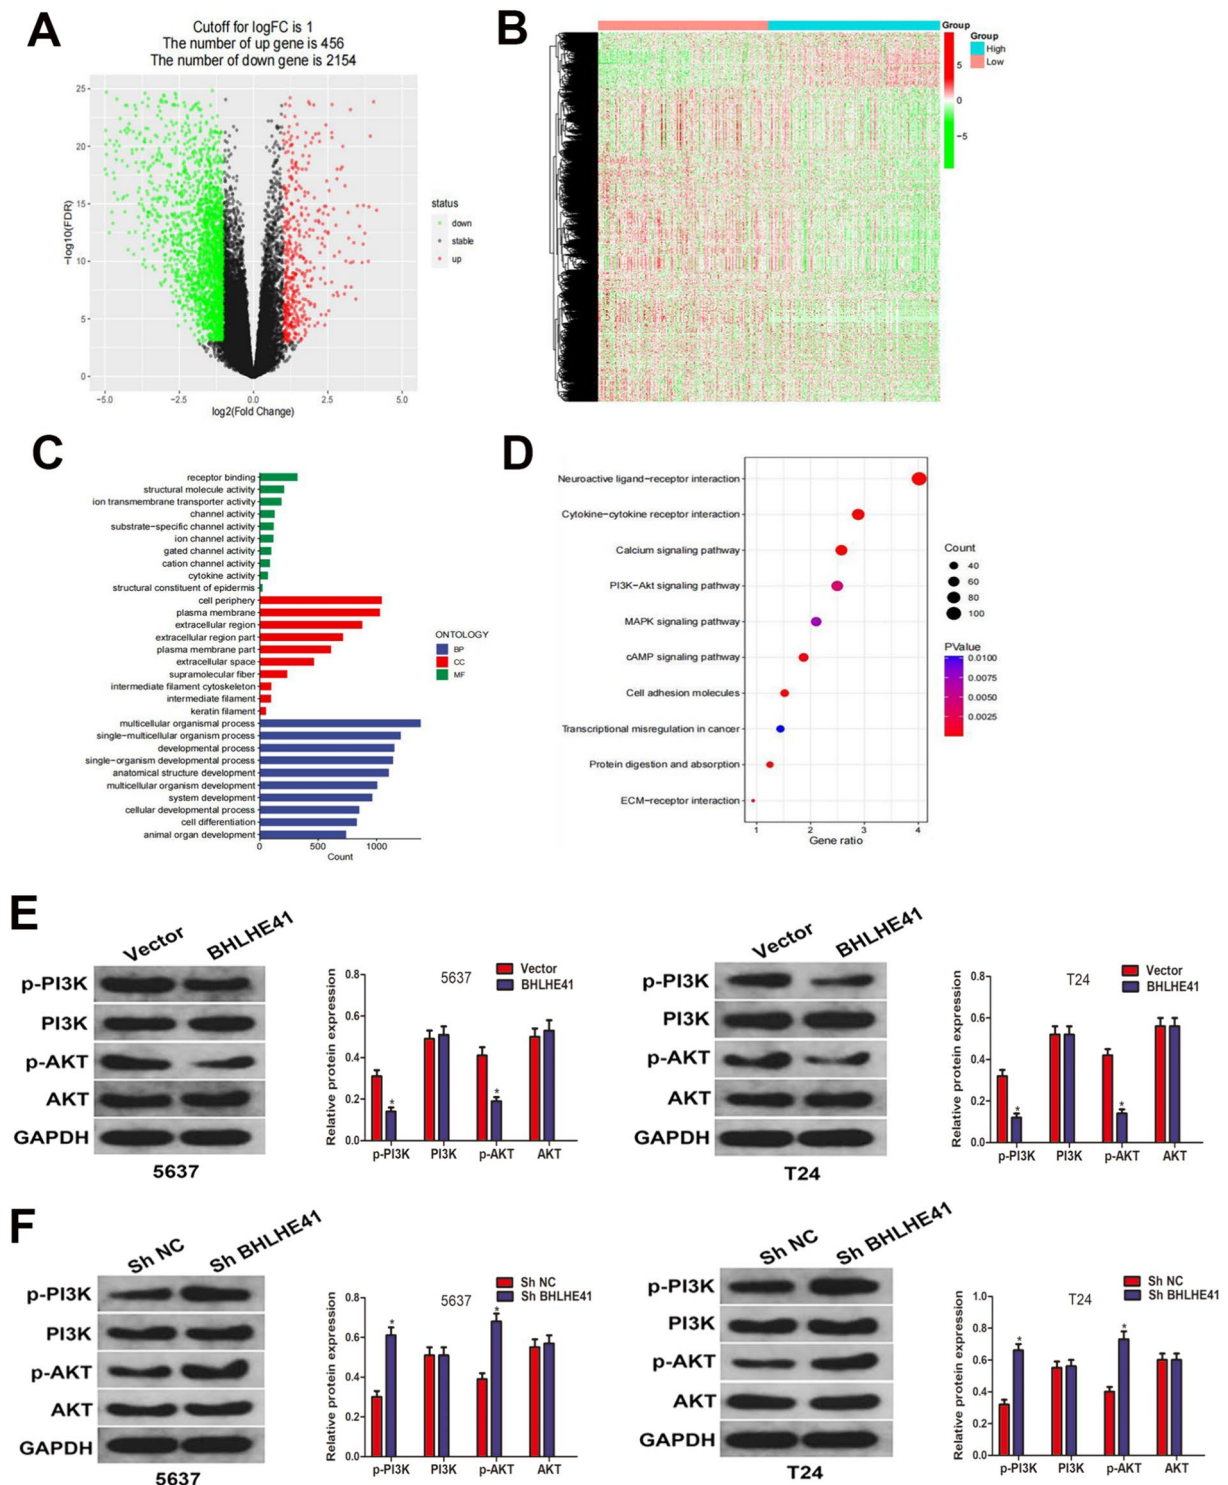 A
Cutoff for logFC is 1
The number of up gene is 456
The number of down gene is 2154
25
20
15
10
5
0
−log10(FDR)
−5.0
−2.5
0.0
2.5
5.0
log2(Fold Change)
status
down
stable
up
B
Group
5
0
−5
Group
High
Low
C
receptor binding
structural molecule activity
ion transmembrane transporter activity
channel activity
substrate−specific channel activity
ion channel activity
gated channel activity
cation channel activity
cytokine activity
structural constituent of epidermis
cell periphery
plasma membrane
extracellular region
extracellular region part
plasma membrane part
extracellular space
supramolecular fiber
intermediate filament cytoskeleton
intermediate filament
keratin filament
multicellular organismal process
single−multicellular organism process
developmental process
single−organism developmental process
anatomical structure development
multicellular organism development
system development
cellular developmental process
cell differentiation
animal organ development
0
500
1000
Count
ONTOLOGY
BP
CC
MF
D
Neuroactive ligand−receptor interaction
Cytokine−cytokine receptor interaction
Calcium signaling pathway
PI3K−Akt signaling pathway
MAPK signaling pathway
cAMP signaling pathway
Cell adhesion molecules
Transcriptional misregulation in cancer
Protein digestion and absorption
ECM−receptor interaction
1
2
3
4
Gene ratio
Count
40
60
80
100
PValue
0.0100
0.0075
0.0050
0.0025
E
Vector
BHLHE41
p-PI3K
PI3K
p-AKT
AKT
GAPDH
5637
Relative protein expression
0.8
0.6
0.4
0.2
0.0
5637
Vector
BHLHE41
*
*
p-PI3K
PI3K
p-AKT
AKT
Vector
BHLHE41
p-PI3K
PI3K
p-AKT
AKT
GAPDH
T24
Relative protein expression
0.8
0.6
0.4
0.2
0.0
T24
Vector
BHLHE41
*
*
p-PI3K
PI3K
p-AKT
AKT
F
Sh NC
Sh BHLHE41
p-PI3K
PI3K
p-AKT
AKT
GAPDH
5637
Relative protein expression
0.8
0.6
0.4
0.2
0.0
5637
Sh NC
Sh BHLHE41
*
*
p-PI3K
PI3K
p-AKT
AKT
Sh NC
Sh BHLHE41
p-PI3K
PI3K
p-AKT
AKT
GAPDH
T24
Relative protein expression
1.0
0.8
0.6
0.4
0.2
0.0
T24
Sh NC
Sh BHLHE41
*
*
p-PI3K
PI3K
p-AKT
AKT